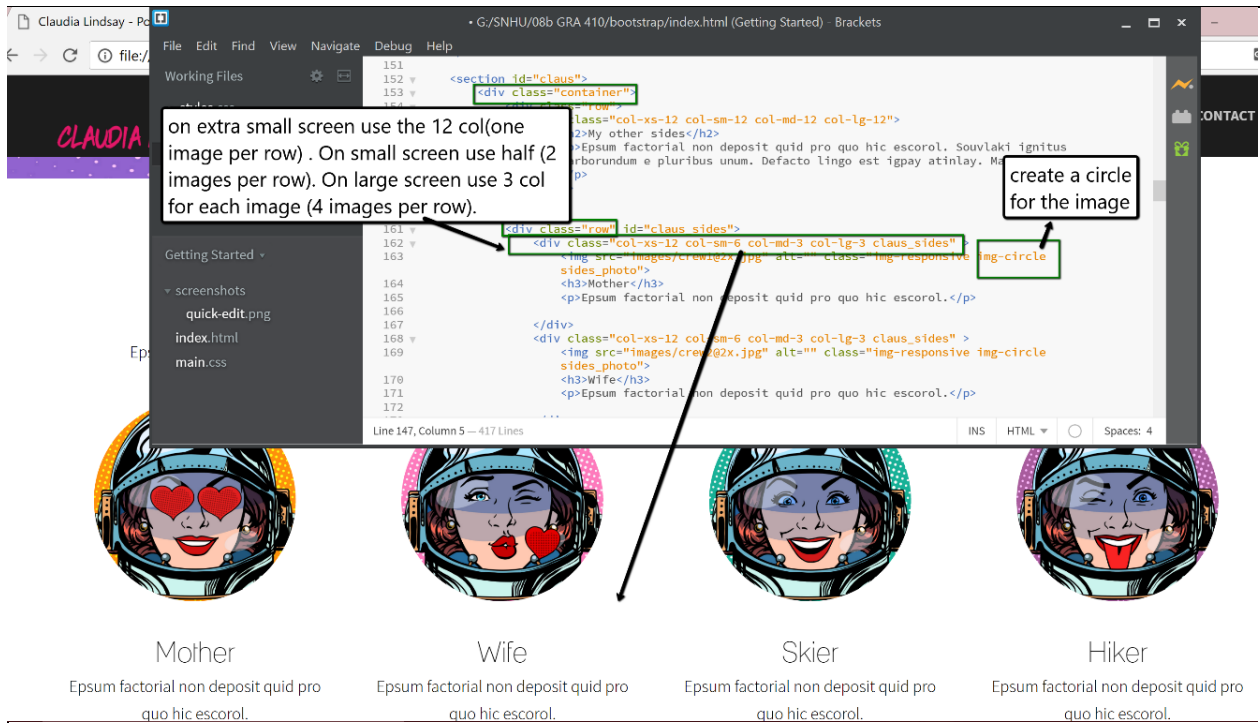 Claudia Lindsay - Po
• G:/SNHU/08b GRA 410/bootstrap/index.html (Getting Started) - Brackets
File Edit Find View Navigate Debug Help
file:/
Working Files
CLAUDIA
CONTACT
on extra small screen use the 12 col(one
image per row) . On small screen use half (2
images per row). On large screen use 3 col
for each image (4 images per row).
create a circle
for the image
Getting Started
screenshots
quick-edit.png
index.html
main.css
151
152 <section id="claus">
153 <div class="container">
class="col-xs-12 col-sm-12 col-md-12 col-lg-12">
2>My other sides</h2>
>Epsum factorial non deposit quid pro quo hic escorol. Souvlaki ignitus
arborundum e pluribus unum. Defacto lingo est igpay atinlay. Ma
p>
161 <div class="row" id="claus_sides">
162 <div class="col-xs-12 col-sm-6 col-md-3 col-lg-3 claus_sides" >
163 <img src="images/crew1@2x.jpg" alt="" class="img-responsive img-circle
sides_photo">
164 <h3>Mother</h3>
165 <p>Epsum factorial non deposit quid pro quo hic escorol.</p>
166
167 </div>
168 <div class="col-xs-12 col-sm-6 col-md-3 col-lg-3 claus_sides" >
169 <img src="images/crew2@2x.jpg" alt="" class="img-responsive img-circle
sides_photo">
170 <h3>Wife</h3>
171 <p>Epsum factorial non deposit quid pro quo hic escorol.</p>
172
Line 147, Column 5 — 417 Lines
INS HTML Spaces: 4
Ep
Mother
Epsum factorial non deposit quid pro
quo hic escorol.
Wife
Epsum factorial non deposit quid pro
quo hic escorol.
Skier
Epsum factorial non deposit quid pro
quo hic escorol.
Hiker
Epsum factorial non deposit quid pro
quo hic escorol.